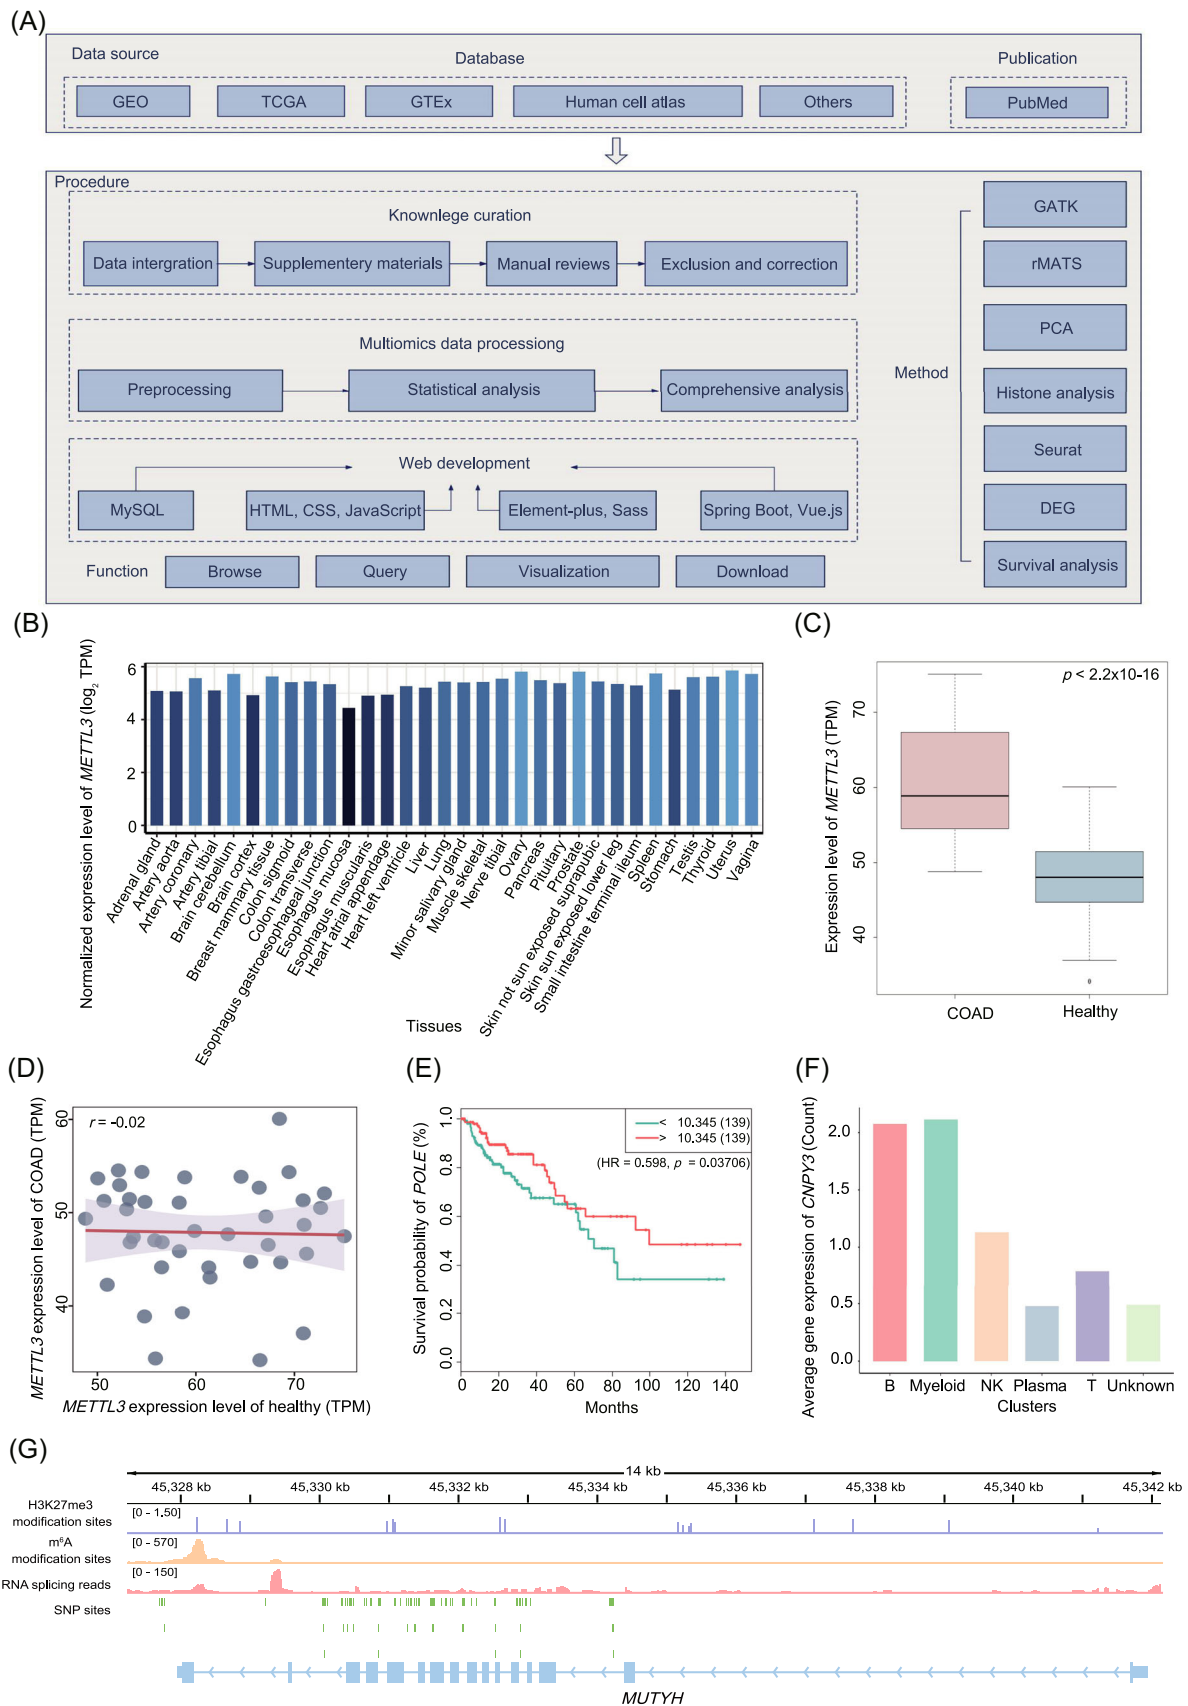 (A)
Data source
Database
Publication
GEO
TCGA
GTEx
Human cell atlas
Others
PubMed
Procedure
Knownlege curation
Data intergration
Supplementery materials
Manual reviews
Exclusion and correction
Multiomics data processiong
Preprocessing
Statistical analysis
Comprehensive analysis
Web development
MySQL
HTML, CSS, JavaScript
Element-plus, Sass
Spring Boot, Vue.js
Function
Browse
Query
Visualization
Download
Method
GATK
rMATS
PCA
Histone analysis
Seurat
DEG
Survival analysis
(B)
Normalized expression level of METTL3 (log₂ TPM)
6
4
2
0
Adrenal gland
Artery aorta
Artery coronary
Artery tibial
Brain cerebellum
Brain cortex
Breast mammary tissue
Colon sigmoid
Colon transverse
Esophagus gastroesophageal junction
Esophagus mucosa
Esophagus muscularis
Heart atrial appendage
Heart left ventricle
Liver
Lung
Minor salivary gland
Muscle skeletal
Nerve tibial
Ovary
Pancreas
Pituitary
Prostate
Skin not sun exposed suprapubic
Skin sun exposed lower leg
Small intestine terminal ileum
Spleen
Stomach
Testis
Thyroid
Uterus
Vagina
Tissues
(C)
p < 2.2x10-16
Expression level of METTL3 (TPM)
70
60
50
40
COAD
Healthy
(D)
METTL3 expression level of COAD (TPM)
r = -0.02
60
50
40
50
60
70
METTL3 expression level of healthy (TPM)
(E)
Survival probability of POLE (%)
1.0
0.8
0.6
0.4
0.2
0.0
< 10.345 (139)
> 10.345 (139)
(HR = 0.598, p = 0.03706)
0 20 40 60 80 100 120 140
Months
(F)
Average gene expression of CNPY3 (Count)
2.0
1.5
1.0
0.5
0.0
B
Myeloid
NK
Plasma
T
Unknown
Clusters
(G)
14 kb
45,328 kb
45,330 kb
45,332 kb
45,334 kb
45,336 kb
45,338 kb
45,340 kb
45,342 kb
H3K27me3
modification sites
[0 - 1.50]
m⁶A
modification sites
[0 - 570]
RNA splicing reads
[0 - 150]
SNP sites
MUTYH